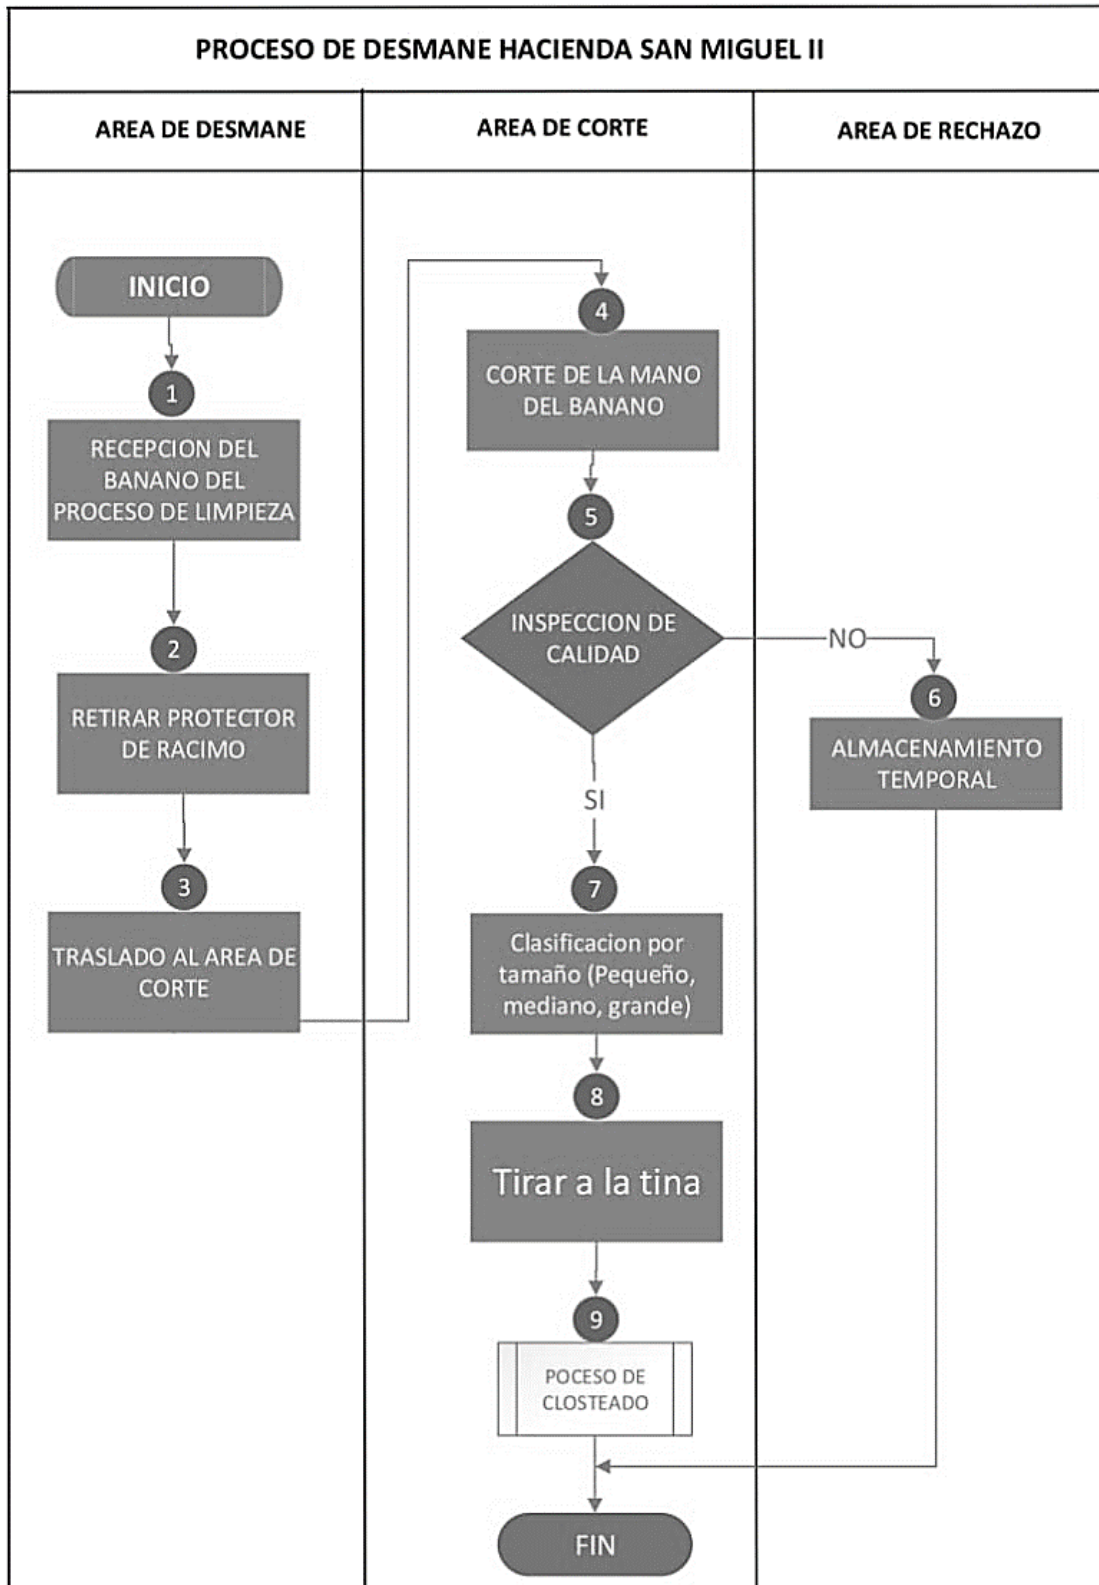 PROCESO DE DESMANE HACIENDA SAN MIGUEL II
AREA DE DESMANE
AREA DE CORTE
AREA DE RECHAZO
INICIO
1
RECEPCION DEL
BANANO DEL
PROCESO DE LIMPIEZA
2
RETIRAR PROTECTOR
DE RACIMO
3
TRASLADO AL AREA DE
CORTE
4
CORTE DE LA MANO
DEL BANANO
5
INSPECCION DE
CALIDAD
NO
6
ALMACENAMIENTO
TEMPORAL
SI
7
Clasificacion por
tamaño (Pequeño,
mediano, grande)
8
Tirar a la tina
9
POCESO DE
CLOSTEADO
FIN